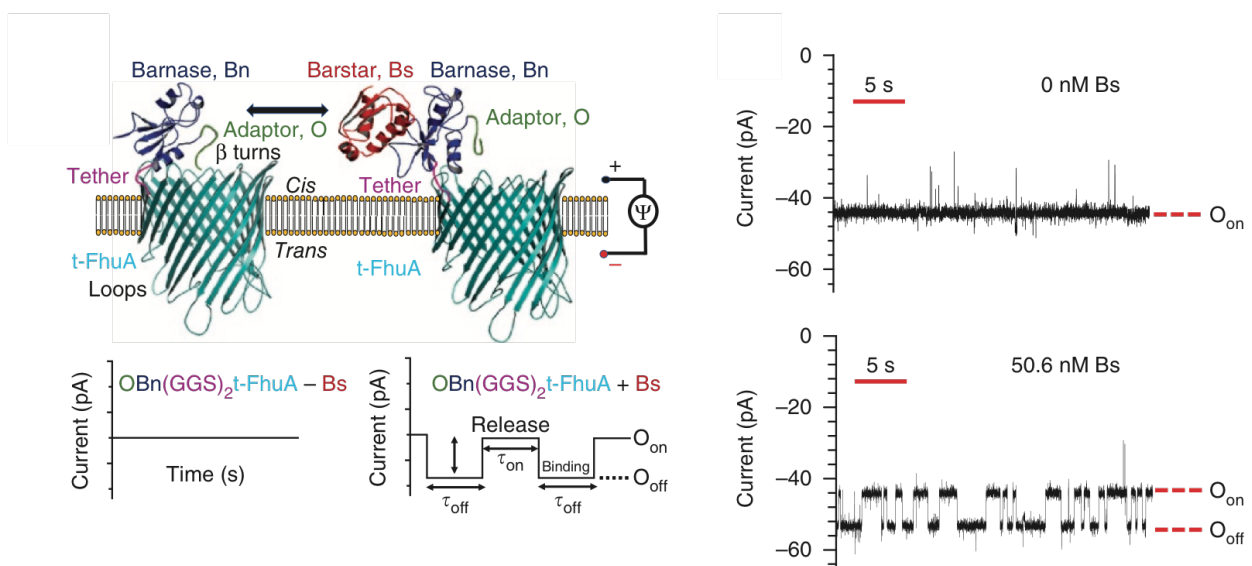 Barnase, Bn
Barstar, Bs
Barnase, Bn
Adaptor, O
Adaptor, O
β turns
Tether
Tether
Cis
Trans
+
Ψ
−
t-FhuA
Loops
t-FhuA
Current (pA)
OBn(GGS)2t-FhuA – Bs
Time (s)
Current (pA)
OBn(GGS)2t-FhuA + Bs
Release
τon
Binding
τoff
τoff
Oon
Ooff
Current (pA)
0
–20
–40
–60
5 s
0 nM Bs
Oon
Current (pA)
0
–20
–40
–60
5 s
50.6 nM Bs
Oon
Ooff